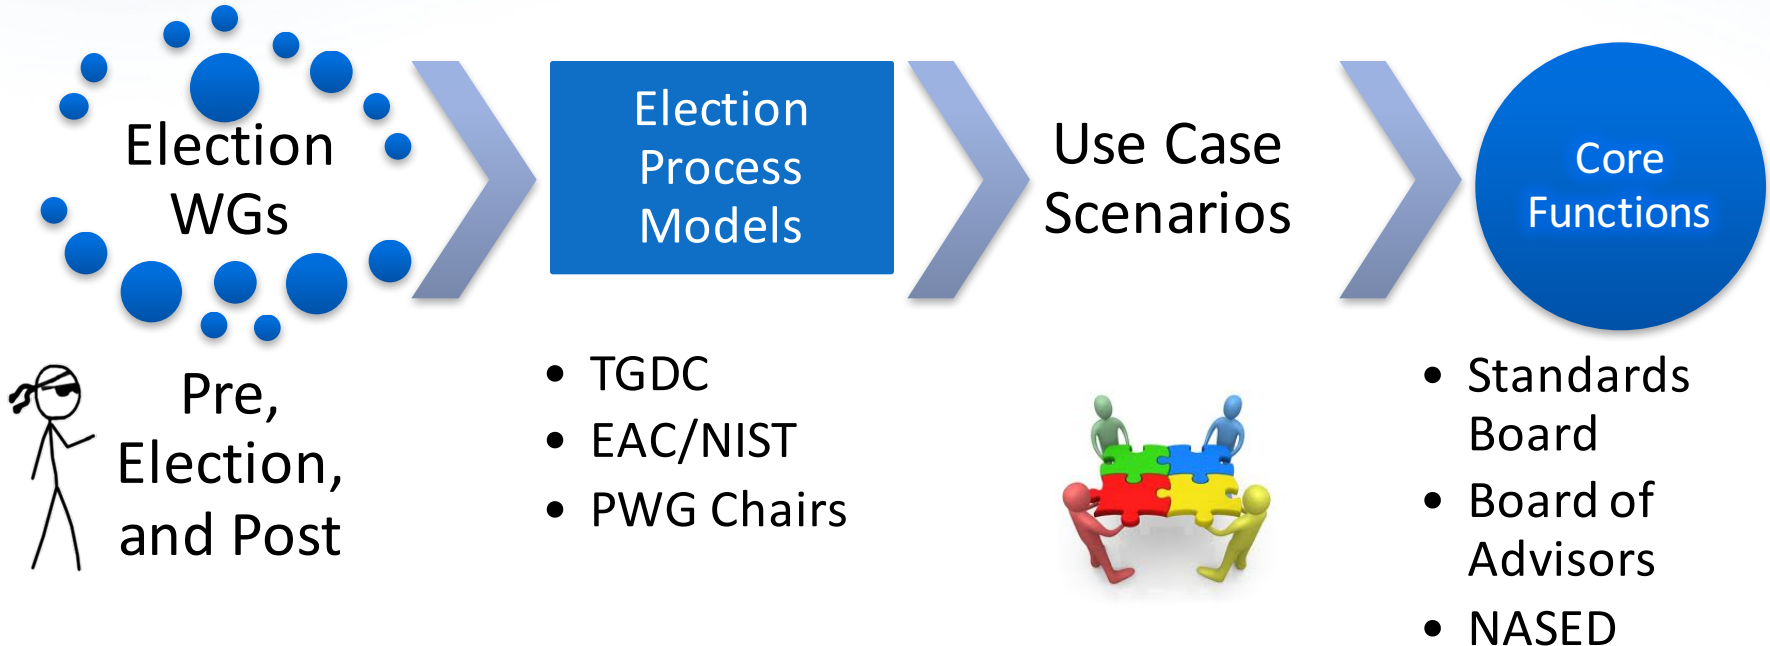 Election
WGs
Pre,
Election,
and Post
Election
Process
Models
• TGDC
• EAC/NIST
• PWG Chairs
Use Case
Scenarios
Core
Functions
• Standards
Board
• Board of
Advisors
• NASED